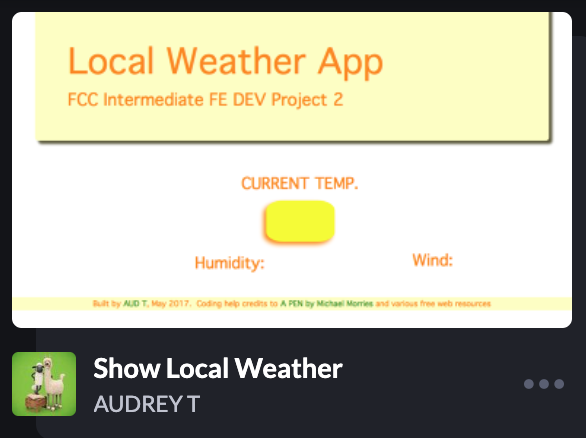 Local Weather App
FCC Intermediate FE DEV Project 2
CURRENT TEMP.
Humidity:
Wind:
Built by AUD T, May 2017. Coding help credits to A PEN by Michael Morries and various free web resources
Show Local Weather
AUDREY T